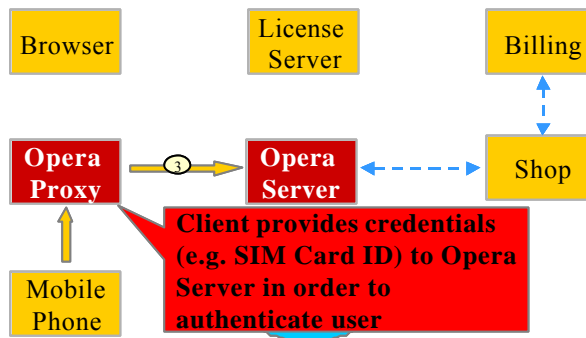 Browser
License
Server
Billing
Opera
Proxy
3
Opera
Server
Shop
Client provides credentials
(e.g. SIM Card ID) to Opera
Server in order to
authenticate user
Mobile
Phone